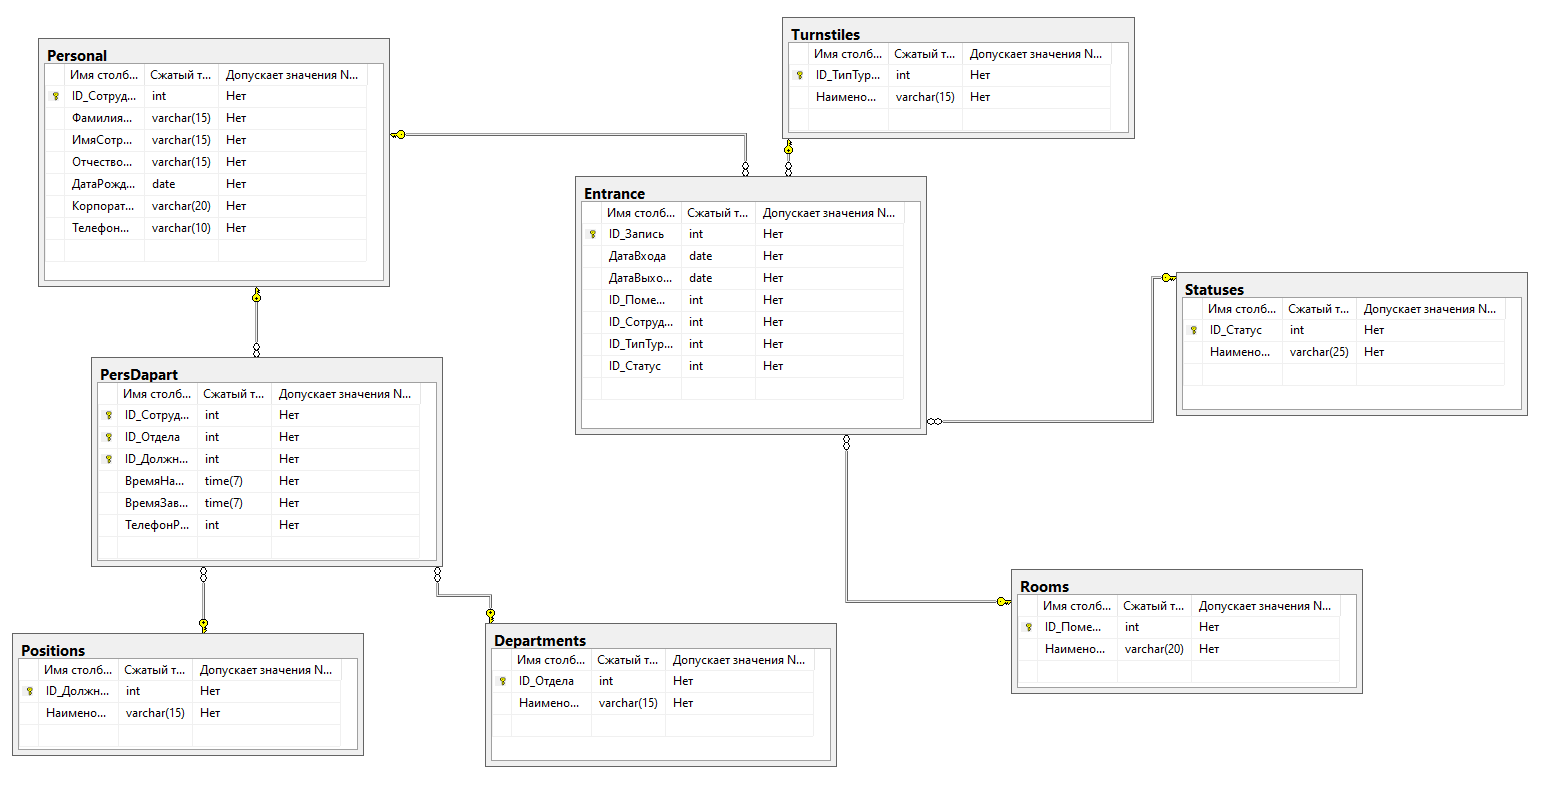 Personal
Имя столб... Сжатый т... Допускает значения N...
ID_Сотруд... int Нет
Фамилия... varchar(15) Нет
ИмяСотр... varchar(15) Нет
Отчество... varchar(15) Нет
ДатаРожд... date Нет
Корпорат... varchar(20) Нет
Телефон... varchar(10) Нет
Turnstiles
Имя столб... Сжатый т... Допускает значения N...
ID_ТипТур... int Нет
Наимено... varchar(15) Нет
Entrance
Имя столб... Сжатый т... Допускает значения N...
ID_Запись int Нет
ДатаВхода date Нет
ДатаВыхо... date Нет
ID_Поме... int Нет
ID_Сотруд... int Нет
ID_ТипТур... int Нет
ID_Статус int Нет
Statuses
Имя столб... Сжатый т... Допускает значения N...
ID_Статус int Нет
Наимено... varchar(25) Нет
PersDapart
Имя столб... Сжатый т... Допускает значения N...
ID_Сотруд... int Нет
ID_Отдела int Нет
ID_Должн... int Нет
ВремяНа... time(7) Нет
ВремяЗав... time(7) Нет
ТелефонР... int Нет
Rooms
Имя столб... Сжатый т... Допускает значения N...
ID_Поме... int Нет
Наимено... varchar(20) Нет
Positions
Имя столб... Сжатый т... Допускает значения N...
ID_Должн... int Нет
Наимено... varchar(15) Нет
Departments
Имя столб... Сжатый т... Допускает значения N...
ID_Отдела int Нет
Наимено... varchar(15) Нет